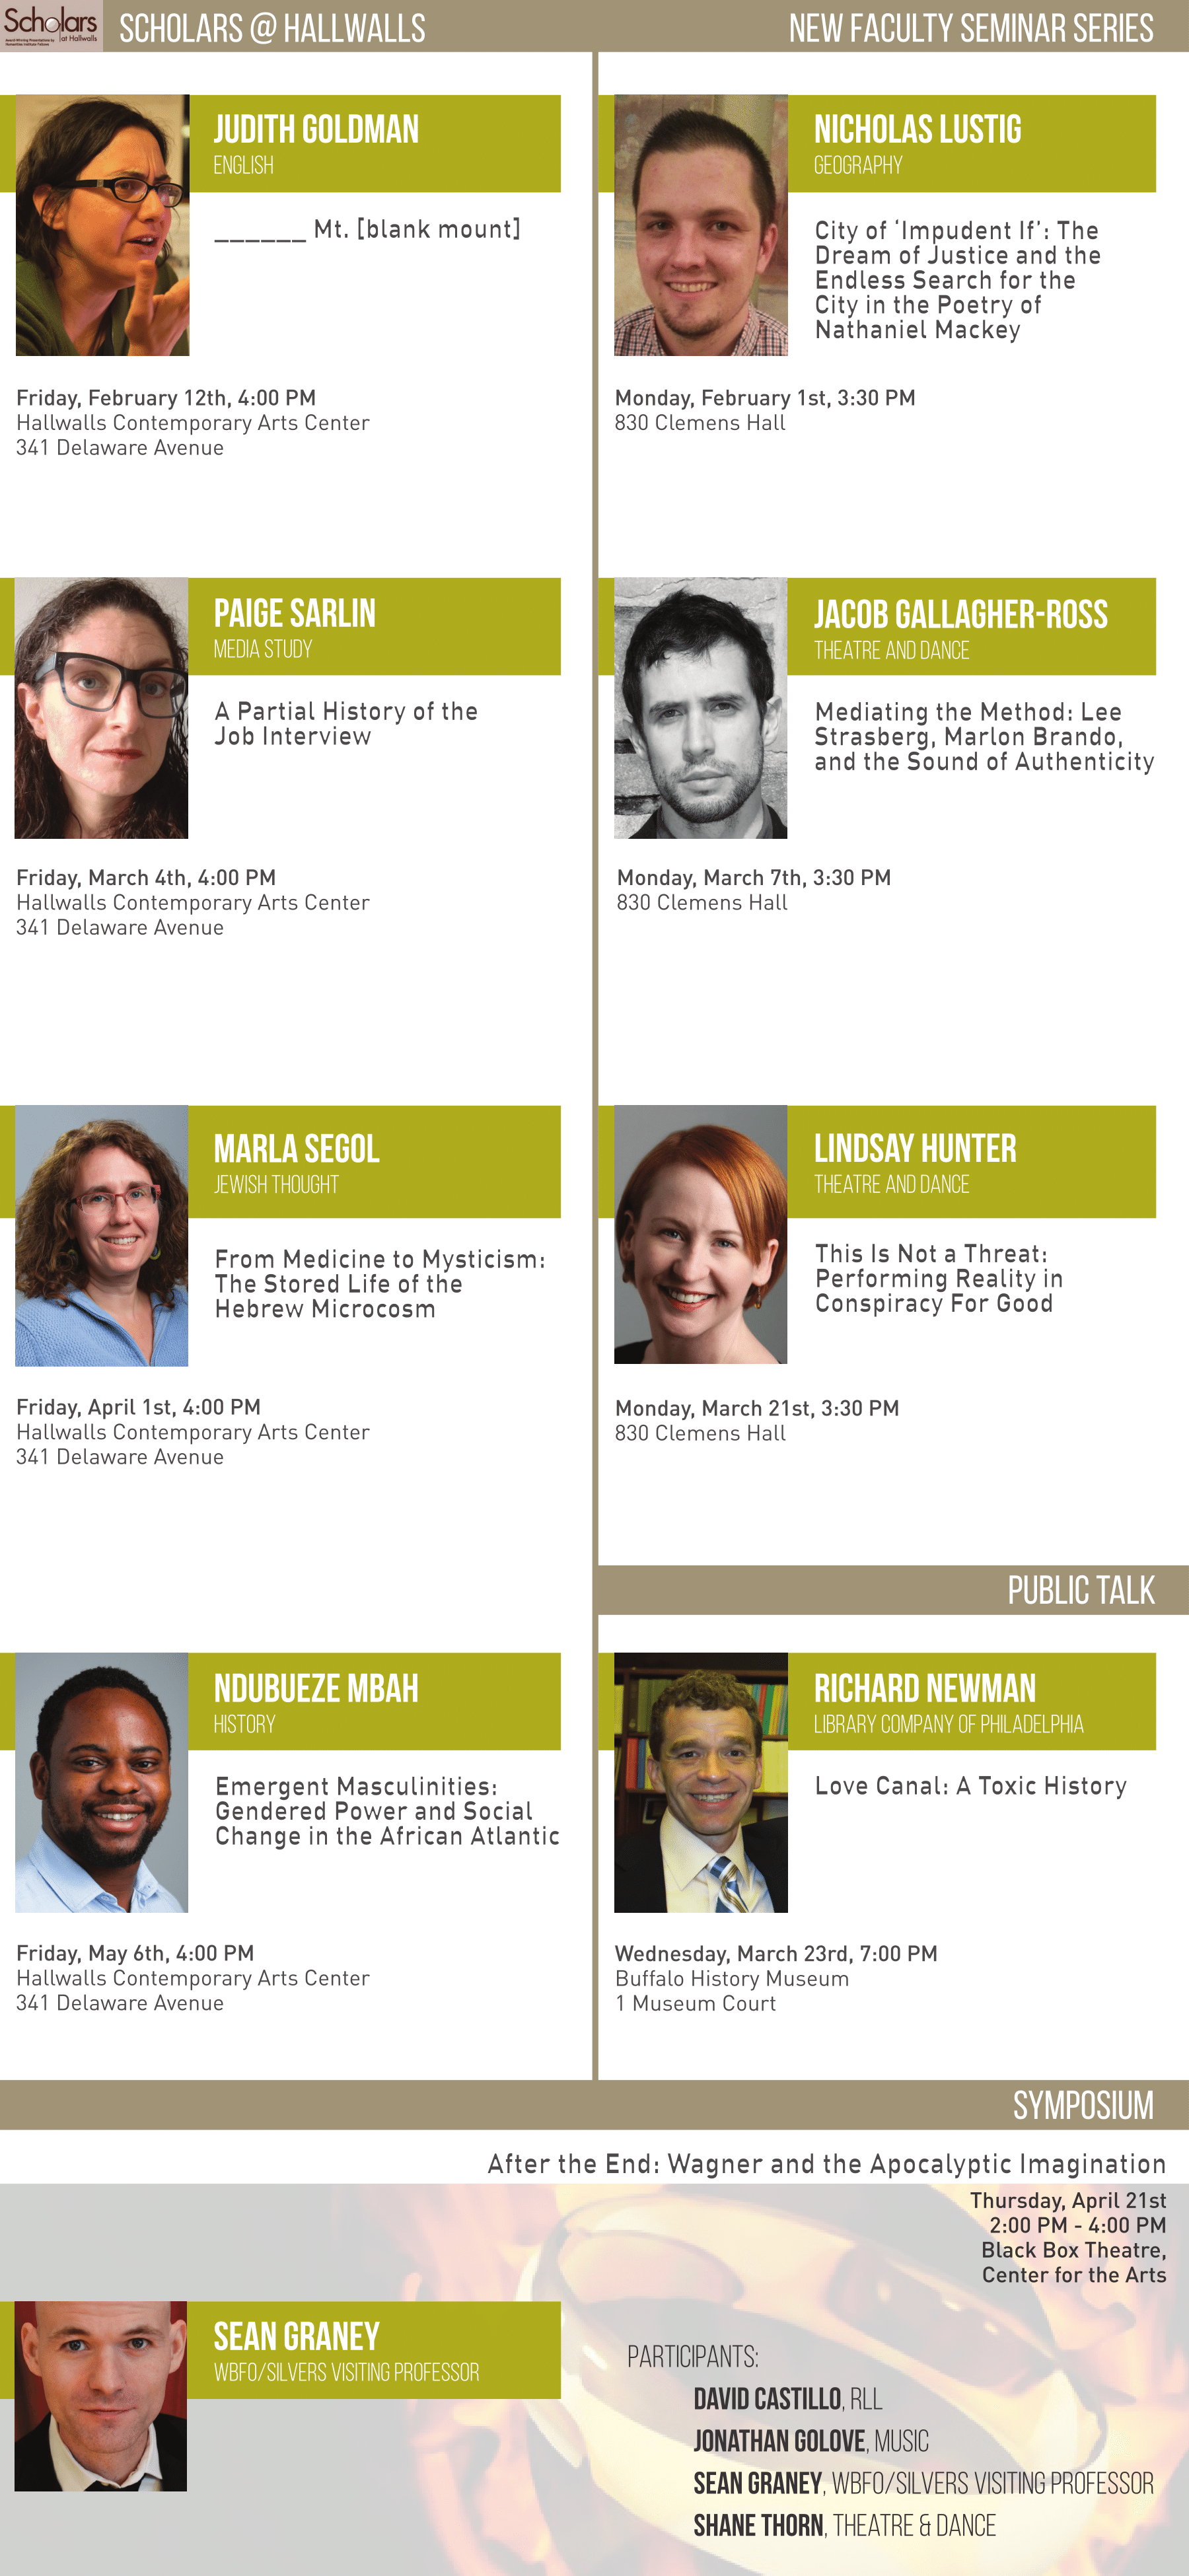 Scholars
at Hallwalls
SCHOLARS @ HALLWALLS
JUDITH GOLDMAN
ENGLISH
______ Mt. [blank mount]
Friday, February 12th, 4:00 PM
Hallwalls Contemporary Arts Center
341 Delaware Avenue
PAIGE SARLIN
MEDIA STUDY
A Partial History of the
Job Interview
Friday, March 4th, 4:00 PM
Hallwalls Contemporary Arts Center
341 Delaware Avenue
MARLA SEGOL
JEWISH THOUGHT
From Medicine to Mysticism:
The Stored Life of the
Hebrew Microcosm
Friday, April 1st, 4:00 PM
Hallwalls Contemporary Arts Center
341 Delaware Avenue
NDUBUEZE MBAH
HISTORY
Emergent Masculinities:
Gendered Power and Social
Change in the African Atlantic
Friday, May 6th, 4:00 PM
Hallwalls Contemporary Arts Center
341 Delaware Avenue
NEW FACULTY SEMINAR SERIES
NICHOLAS LUSTIG
GEOGRAPHY
City of ‘Impudent If’: The
Dream of Justice and the
Endless Search for the
City in the Poetry of
Nathaniel Mackey
Monday, February 1st, 3:30 PM
830 Clemens Hall
JACOB GALLAGHER-ROSS
THEATRE AND DANCE
Mediating the Method: Lee
Strasberg, Marlon Brando,
and the Sound of Authenticity
Monday, March 7th, 3:30 PM
830 Clemens Hall
LINDSAY HUNTER
THEATRE AND DANCE
This Is Not a Threat:
Performing Reality in
Conspiracy For Good
Monday, March 21st, 3:30 PM
830 Clemens Hall
PUBLIC TALK
RICHARD NEWMAN
LIBRARY COMPANY OF PHILADELPHIA
Love Canal: A Toxic History
Wednesday, March 23rd, 7:00 PM
Buffalo History Museum
1 Museum Court
SYMPOSIUM
After the End: Wagner and the Apocalyptic Imagination
Thursday, April 21st
2:00 PM - 4:00 PM
Black Box Theatre,
Center for the Arts
SEAN GRANEY
WBFO/SILVERS VISITING PROFESSOR
PARTICIPANTS:
DAVID CASTILLO, RLL
JONATHAN GOLOVE, MUSIC
SEAN GRANEY, WBFO/SILVERS VISITING PROFESSOR
SHANE THORN, THEATRE & DANCE